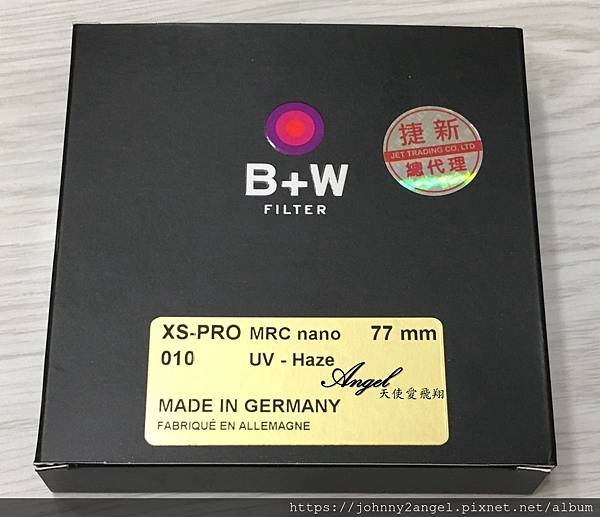 B+W
FILTER
捷新
JET TRADING CO., LTD
總代理
XS-PRO MRC nano 77 mm
010 UV - Haze
Angel
天使愛飛翔
MADE IN GERMANY
FABRIQUÉ EN ALLEMAGNE
https://johnny2angel.pixnet.net/album